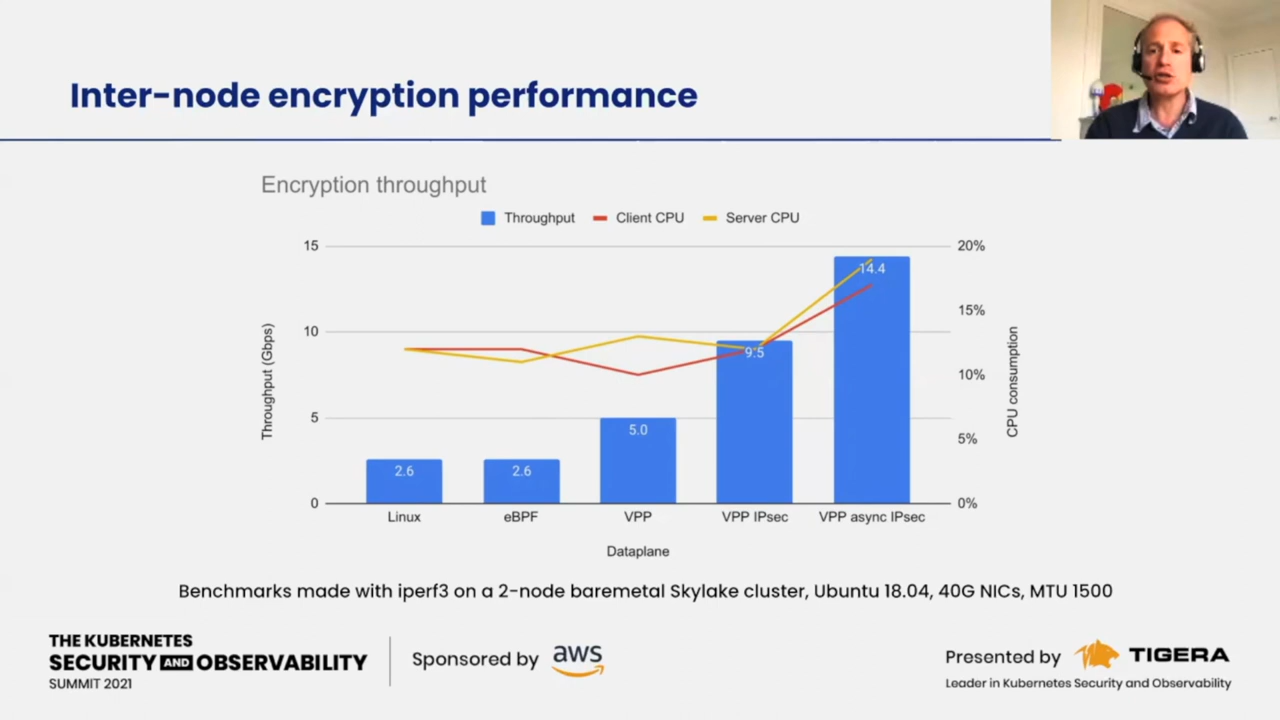 Inter-node encryption performance
Encryption throughput
Throughput
Client CPU
Server CPU
15
10
5
0
20%
15%
10%
5%
0%
Throughput (Gbps)
CPU consumption
2.6
2.6
5.0
9.5
14.4
Linux
eBPF
VPP
VPP IPsec
VPP async IPsec
Dataplane
Benchmarks made with iperf3 on a 2-node baremetal Skylake cluster, Ubuntu 18.04, 40G NICs, MTU 1500
THE KUBERNETES
SECURITY AND OBSERVABILITY
SUMMIT 2021
Sponsored by aws
Presented by TIGERA
Leader in Kubernetes Security and Observability